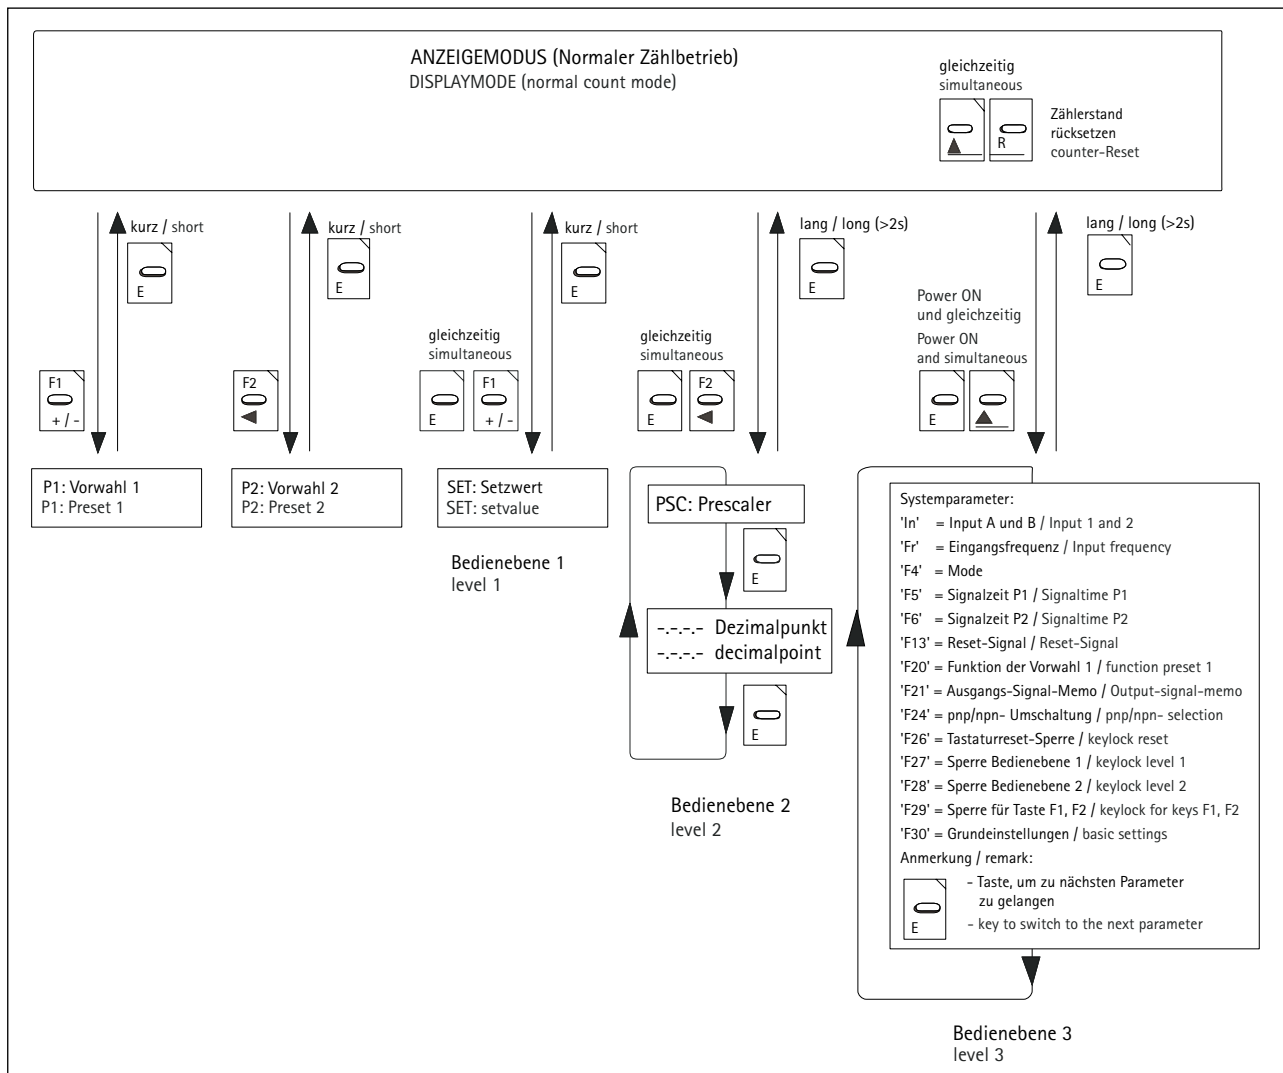 ANZEIGEMODUS (Normaler Zählbetrieb)
DISPLAYMODE (normal count mode)
gleichzeitig
simultaneous
R
Zählerstand
rücksetzen
counter-Reset
kurz / short
E
kurz / short
E
kurz / short
E
lang / long (>2s)
E
lang / long (>2s)
E
F1
+ / -
F2
gleichzeitig
simultaneous
E
F1
+ / -
gleichzeitig
simultaneous
E
F2
Power ON
und gleichzeitig
Power ON
and simultaneous
E
P1: Vorwahl 1
P1: Preset 1
P2: Vorwahl 2
P2: Preset 2
SET: Setzwert
SET: setvalue
Bedienebene 1
level 1
PSC: Prescaler
E
-.-.-.- Dezimalpunkt
-.-.-.- decimalpoint
E
Bedienebene 2
level 2
Systemparameter:
'In' = Input A und B / Input 1 and 2
'Fr' = Eingangsfrequenz / Input frequency
'F4' = Mode
'F5' = Signalzeit P1 / Signaltime P1
'F6' = Signalzeit P2 / Signaltime P2
'F13' = Reset-Signal / Reset-Signal
'F20' = Funktion der Vorwahl 1 / function preset 1
'F21' = Ausgangs-Signal-Memo / Output-signal-memo
'F24' = pnp/npn- Umschaltung / pnp/npn- selection
'F26' = Tastaturreset-Sperre / keylock reset
'F27' = Sperre Bedienebene 1 / keylock level 1
'F28' = Sperre Bedienebene 2 / keylock level 2
'F29' = Sperre für Taste F1, F2 / keylock for keys F1, F2
'F30' = Grundeinstellungen / basic settings
Anmerkung / remark:
E
- Taste, um zu nächsten Parameter
zu gelangen
- key to switch to the next parameter
Bedienebene 3
level 3